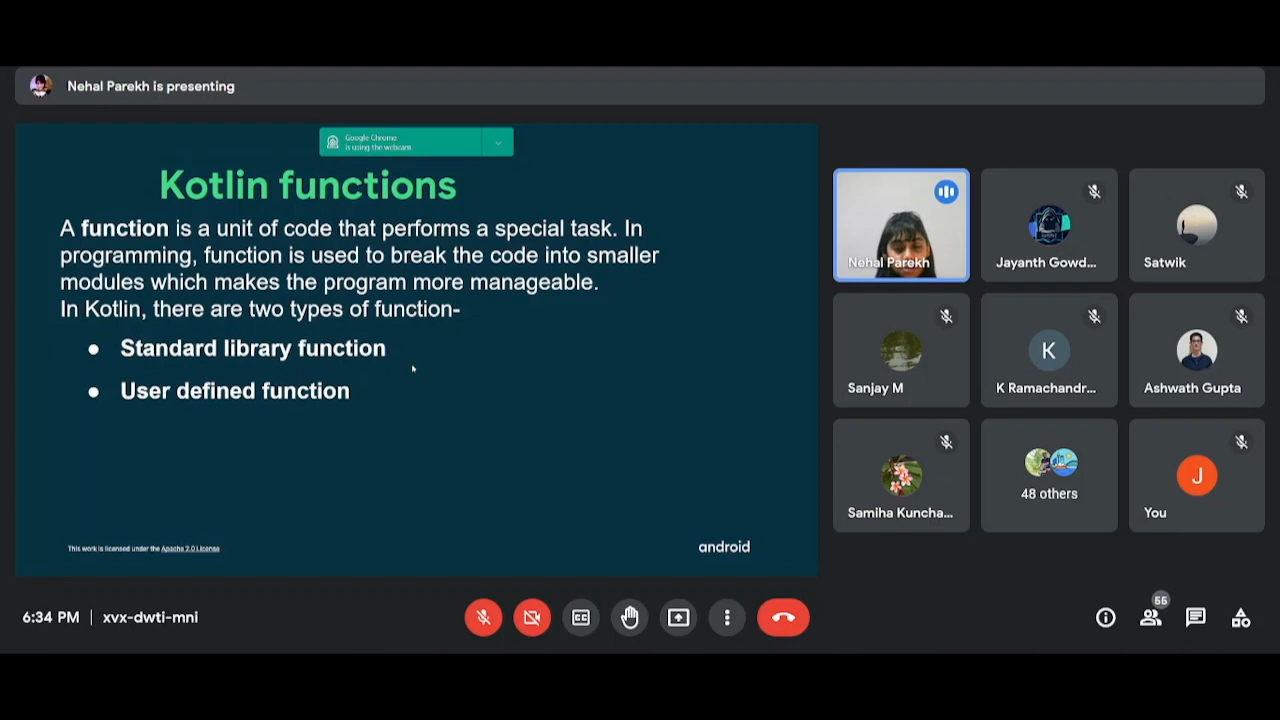 Nehal Parekh is presenting
Google Chrome
is using the webcam
Kotlin functions
A function is a unit of code that performs a special task. In
programming, function is used to break the code into smaller
modules which makes the program more manageable.
In Kotlin, there are two types of function-
● Standard library function
● User defined function
This work is licensed under the Apache 2.0 License
android
Nehal Parekh
Jayanth Gowd...
Satwik
Sanjay M
K
K Ramachandr...
Ashwath Gupta
Samiha Kuncha...
48 others
J
You
6:34 PM | xvx-dwti-mni
CC
55